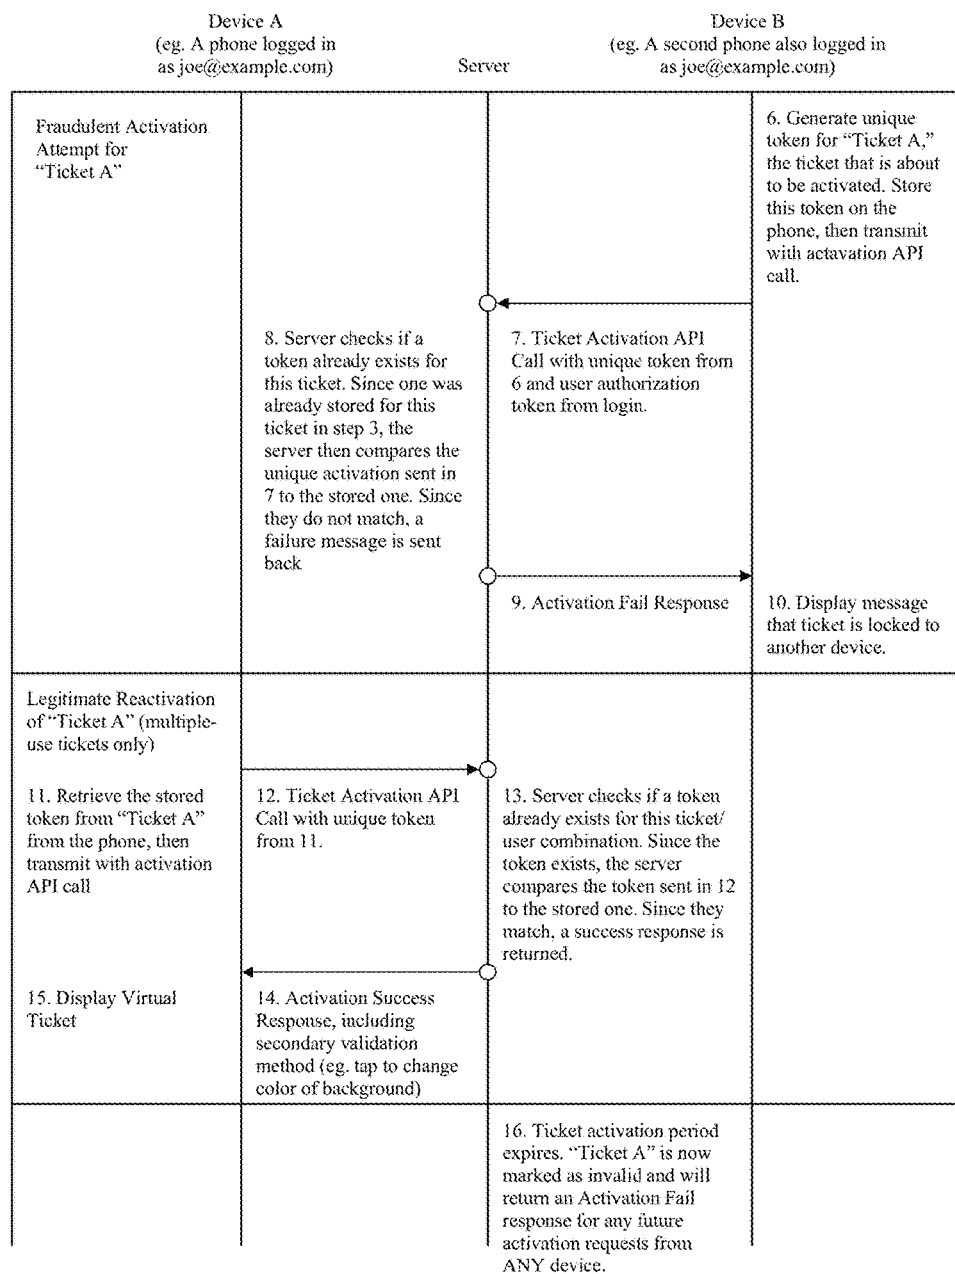 Device A
(eg. A phone logged in
as joe@example.com)
Server
Device B
(eg. A second phone also logged in
as joe@example.com)
Fraudulent Activation
Attempt for
“Ticket A”
6. Generate unique
token for “Ticket A,”
the ticket that is about
to be activated. Store
this token on the
phone, then transmit
with actavation API
call.
7. Ticket Activation API
Call with unique token from
6 and user authorization
token from login.
8. Server checks if a
token already exists for
this ticket. Since one was
already stored for this
ticket in step 3, the
server then compares the
unique activation sent in
7 to the stored one. Since
they do not match, a
failure message is sent
back
9. Activation Fail Response
10. Display message
that ticket is locked to
another device.
Legitimate Reactivation
of “Ticket A” (multiple-
use tickets only)
11. Retrieve the stored
token from “Ticket A”
from the phone, then
transmit with activation
API call
12. Ticket Activation API
Call with unique token
from 11.
13. Server checks if a token
already exists for this ticket/
user combination. Since the
token exists, the server
compares the token sent in 12
to the stored one. Since they
match, a success response is
returned.
14. Activation Success
Response, including
secondary validation
method (eg. tap to change
color of background)
15. Display Virtual
Ticket
16. Ticket activation period
expires. “Ticket A” is now
marked as invalid and will
return an Activation Fail
response for any future
activation requests from
ANY device.